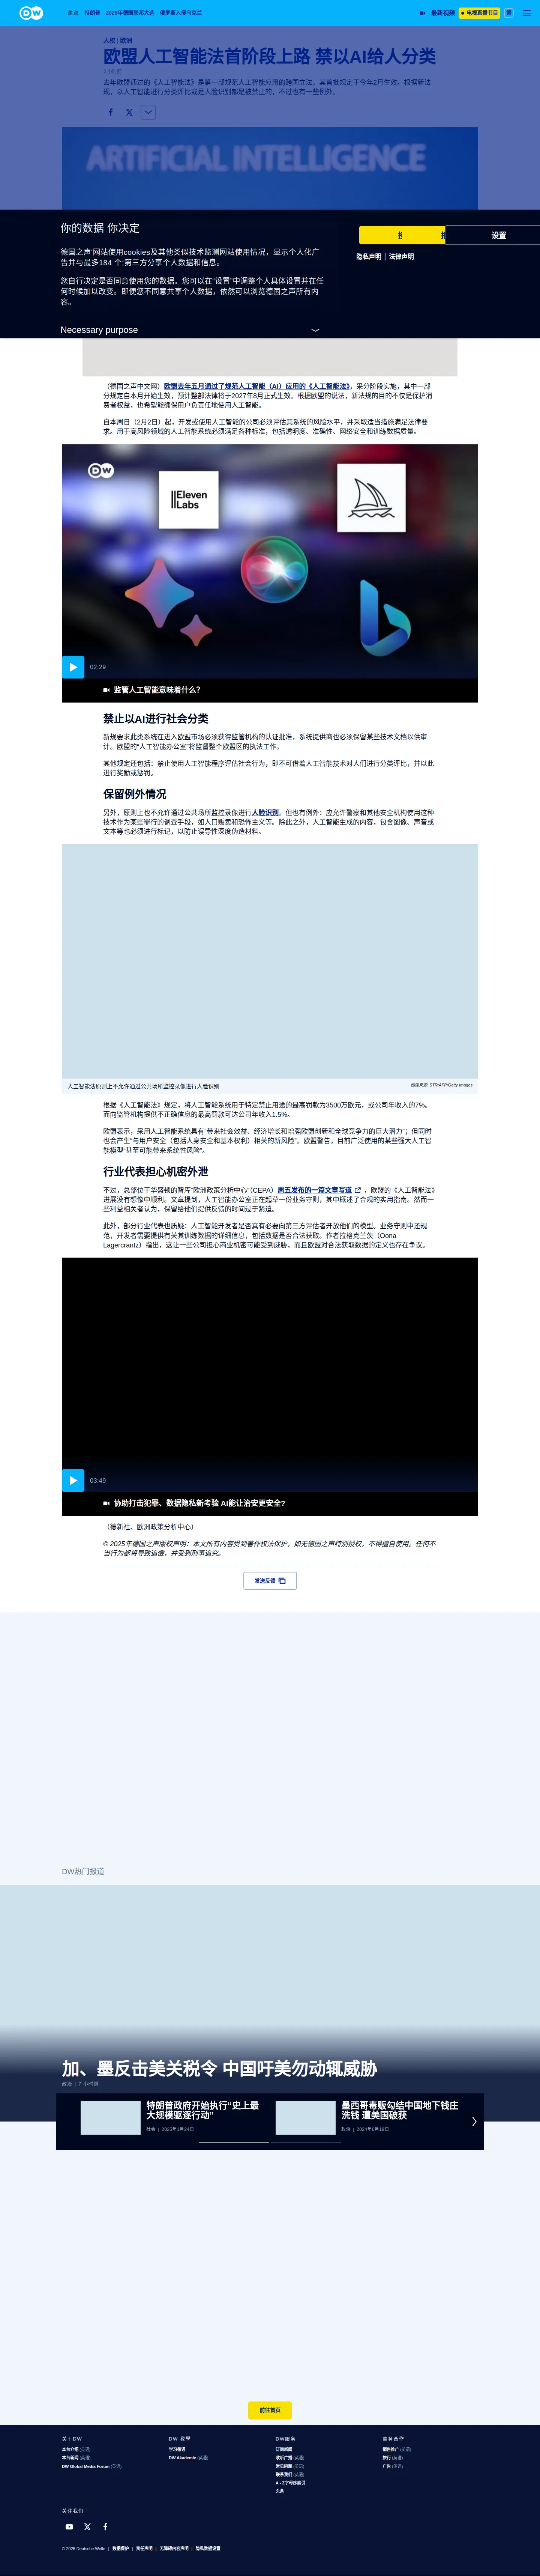 DW
焦点 特朗普 2025年德国联邦大选 俄罗斯入侵乌克兰
最新视频 电视直播节目 繁
人权 | 欧洲
欧盟人工智能法首阶段上路 禁以AI给人分类
去年欧盟通过的《人工智能法》是第一部规范人工智能应用的跨国立法，其首批规定于今年2月生效。根据新法
规，以人工智能进行分类评比或是人脸识别都是被禁止的，不过也有一些例外。
ARTIFICIAL INTELLIGENCE
你的数据 你决定
德国之声'网站使用cookies及其他类似技术监测网站使用情况，显示个人化广
告并与最多184 个;第三方分享个人数据和信息。
您自行决定是否同意使用您的数据。您可以在"设置"中调整个人具体设置并在任
何时候加以改变。即便您不同意共享个人数据，依然可以浏览德国之声所有内
容。
Necessary purpose
设置
隐私声明 | 法律声明
（德国之声中文网）欧盟去年五月通过了规范人工智能（AI）应用的《人工智能法》，采分阶段实施，其中一部
分规定自本月开始生效，预计整部法律将于2027年8月正式生效。根据欧盟的说法，新法规的目的不仅是保护消
费者权益，也希望能确保用户负责任地使用人工智能。
自本周日（2月2日）起，开发或使用人工智能的公司必须评估其系统的风险水平，并采取适当措施满足法律要
求。用于高风险领域的人工智能系统必须满足各种标准，包括透明度、准确性、网络安全和训练数据质量。
DW
IIElevenLabs
02:29
监管人工智能意味着什么？
禁止以AI进行社会分类
新规要求此类系统在进入欧盟市场必须获得监管机构的认证批准，系统提供商也必须保留某些技术文档以供审
计。欧盟的"人工智能办公室"将监督整个欧盟区的执法工作。
其他规定还包括：禁止使用人工智能程序评估社会行为，即不可借着人工智能技术对人们进行分类评比，并以此
进行奖励或惩罚。
保留例外情况
另外，原则上也不允许通过公共场所监控录像进行人脸识别。但也有例外：应允许警察和其他安全机构使用这种
技术作为某些罪行的调查手段，如人口贩卖和恐怖主义等。除此之外，人工智能生成的内容，包含图像、声音或
文本等也必须进行标记，以防止误导性深度伪造材料。
人工智能法原则上不允许通过公共场所监控录像进行人脸识别
图像来源: STR/AFP/Getty Images
根据《人工智能法》规定，将人工智能系统用于特定禁止用途的最高罚款为3500万欧元，或公司年收入的7%。
而向监管机构提供不正确信息的最高罚款可达公司年收入1.5%。
欧盟表示，采用人工智能系统具有"带来社会效益、经济增长和增强欧盟创新和全球竞争力的巨大潜力"；但同时
也会产生"与用户安全（包括人身安全和基本权利）相关的新风险"。欧盟警告，目前广泛使用的某些强大人工智
能模型"甚至可能带来系统性风险"。
行业代表担心机密外泄
不过，总部位于华盛顿的智库"欧洲政策分析中心"（CEPA）周五发布的一篇文章写道 ，欧盟的《人工智能法》
进展没有想像中顺利。文章提到，人工智能办公室正在起草一份业务守则，其中概述了合规的实用指南。然而一
些利益相关者认为，保留给他们提供反馈的时间过于紧迫。
此外，部分行业代表也质疑：人工智能开发者是否真有必要向第三方评估者开放他们的模型。业务守则中还规
范，开发者需要提供有关其训练数据的详细信息，包括数据是否合法获取。作者拉格克兰茨（Oona
Lagercrantz）指出，这让一些公司担心商业机密可能受到威胁，而且欧盟对合法获取数据的定义也存在争议。
03:49
协助打击犯罪、数据隐私新考验 AI能让治安更安全？
（德新社、欧洲政策分析中心）
© 2025年德国之声版权声明：本文所有内容受到著作权法保护，如无德国之声特别授权，不得擅自使用。任何不
当行为都将导致追偿，并受到刑事追究。
发送反馈
DW热门报道
加、墨反击美关税令 中国吁美勿动辄威胁
政治 | 7 小时前
特朗普政府开始执行"史上最
大规模驱逐行动"
社会 | 2025年1月24日
墨西哥毒贩勾结中国地下钱庄
洗钱 遭美国破获
政治 | 2024年6月19日
前往首页
关于DW
本台介绍 (英语)
本台新闻 (英语)
DW Global Media Forum (英语)
DW 教学
学习德语
DW Akademie (英语)
DW服务
订阅新闻
收听广播 (英语)
常见问题 (英语)
联系我们 (英语)
A - Z字母序索引
头条
商务合作
销售推广 (英语)
旅行 (英语)
广告 (英语)
关注我们
© 2025 Deutsche Welle | 数据保护 | 责任声明 | 无障碍内容声明 | 隐私数据设置